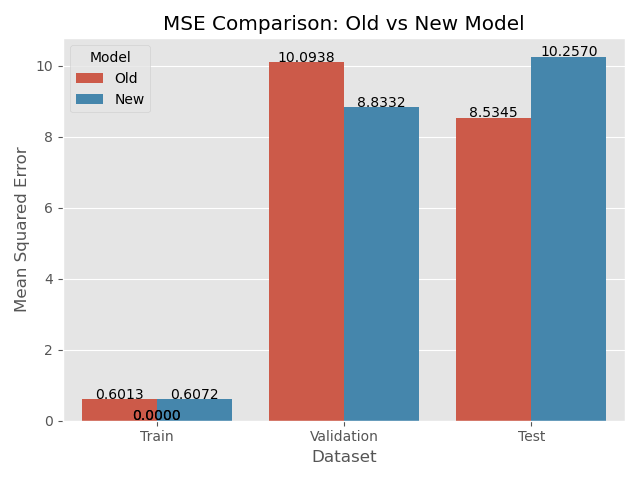 MSE Comparison: Old vs New Model
Model
Old
New
Mean Squared Error
10
8
6
4
2
0
0.6013
0.6072
0.0000
10.0938
8.8332
8.5345
10.2570
Train
Validation
Test
Dataset